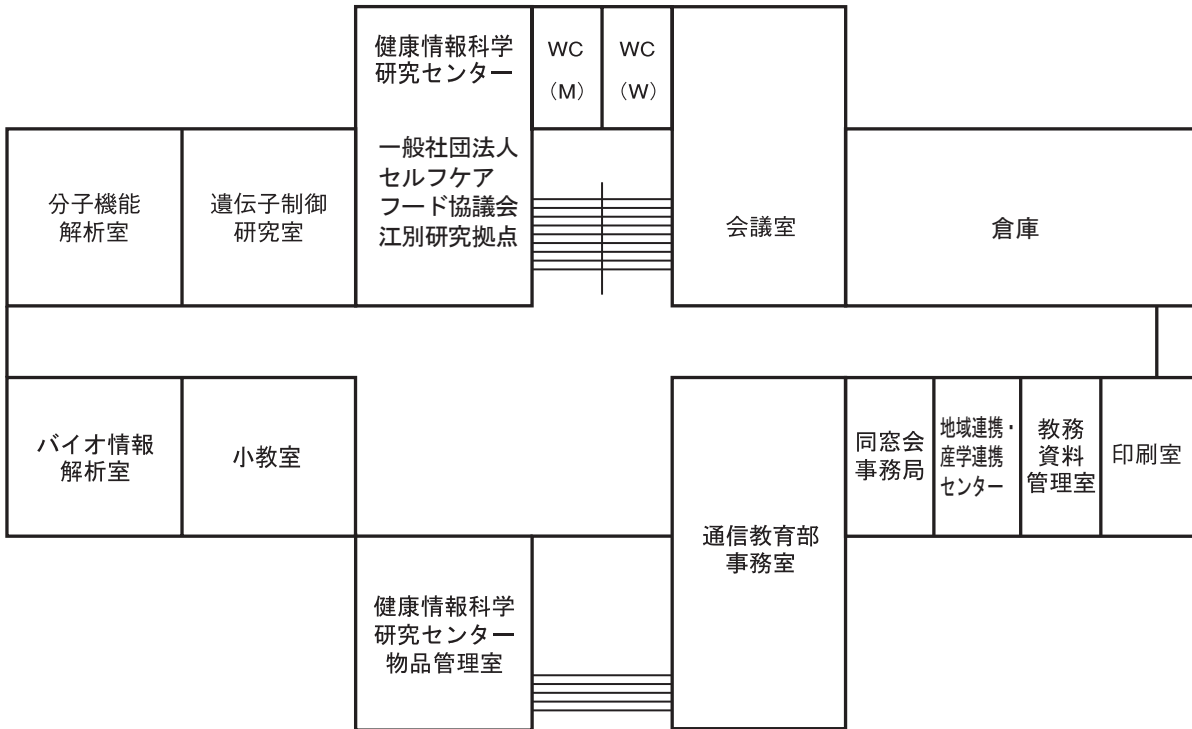 健康情報科学
研究センター
一般社団法人
セルフケア
フード協議会
江別研究拠点
WC
（M）
WC
（W）
分子機能
解析室
遺伝子制御
研究室
会議室
倉庫
バイオ情報
解析室
小教室
通信教育部
事務室
同窓会
事務局
地域連携・
産学連携
センター
教務
資料
管理室
印刷室
健康情報科学
研究センター
物品管理室